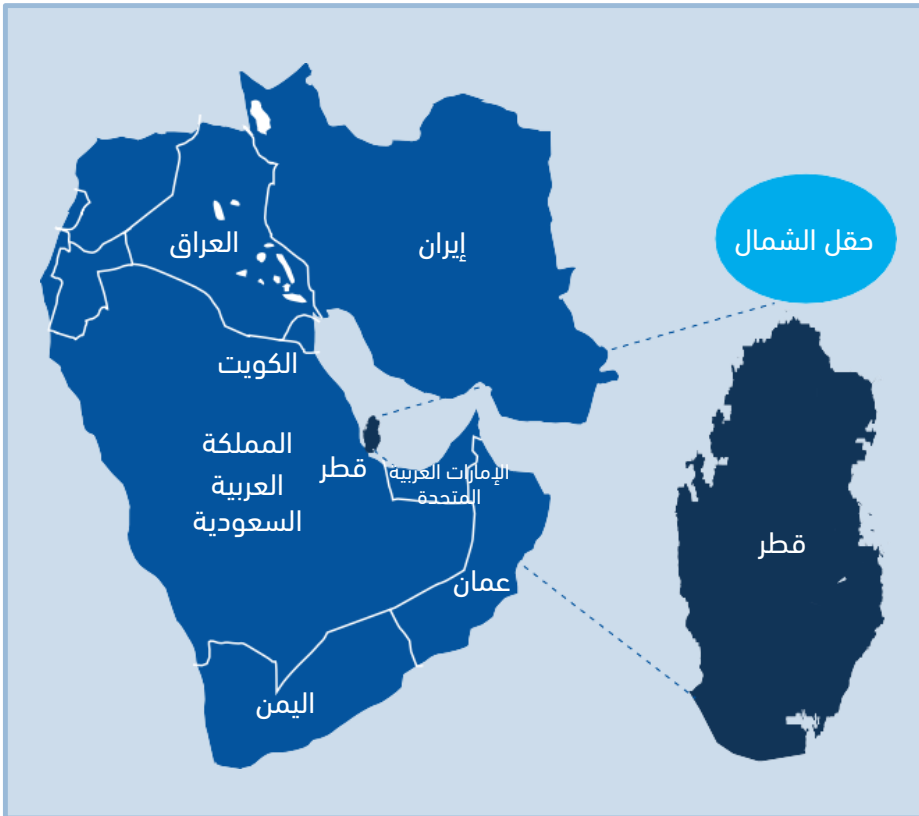 حقل الشمال
إيران
العراق
الكويت
المملكة
العربية
السعودية
قطر
الإمارات العربية
المتحدة
عمان
اليمن
قطر